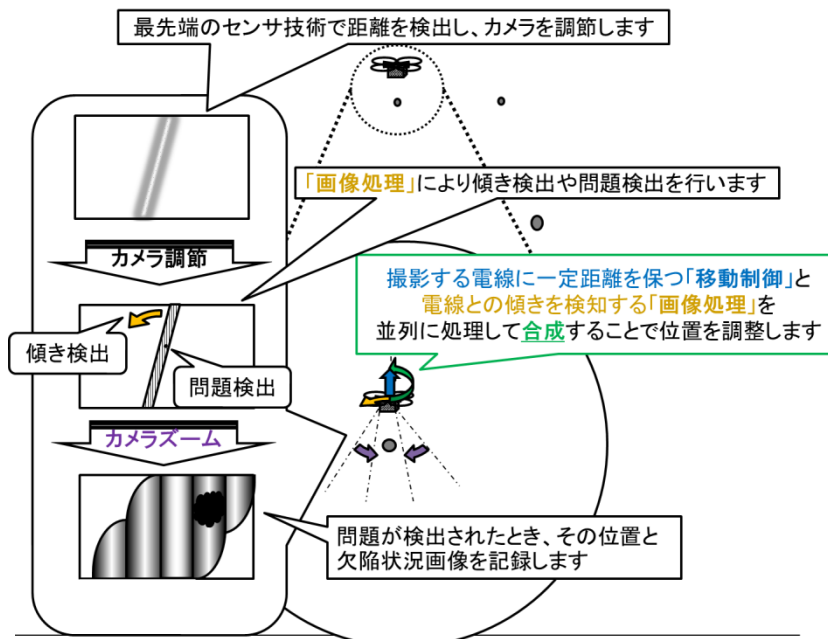 最先端のセンサ技術で距離を検出し、カメラを調節します
「画像処理」により傾き検出や問題検出を行います
カメラ調節
撮影する電線に一定距離を保つ「移動制御」と
電線との傾きを検知する「画像処理」を
並列に処理して合成することで位置を調整します
傾き検出
問題検出
カメラズーム
問題が検出されたとき、その位置と
欠陥状況画像を記録します